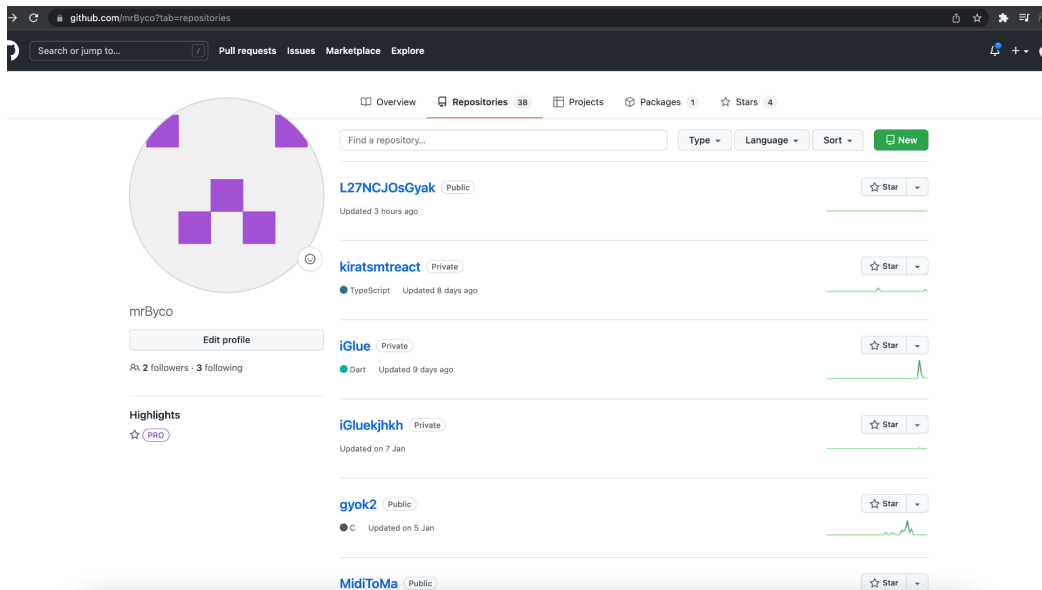 github.com/mrByco?tab=repositories
Search or jump to... /
Pull requests Issues Marketplace Explore
Overview Repositories 38 Projects Packages 1 Stars 4
Find a repository... Type Language Sort New
L27NCJOsGyak Public Star
Updated 3 hours ago
kiratsmtreact Private Star
TypeScript Updated 8 days ago
mrByco
Edit profile
iGlue Private Star
2 followers · 3 following
Dart Updated 9 days ago
Highlights
PRO
iGluekjhkh Private Star
Updated on 7 Jan
gyok2 Public Star
C Updated on 5 Jan
MidiToMa Public Star